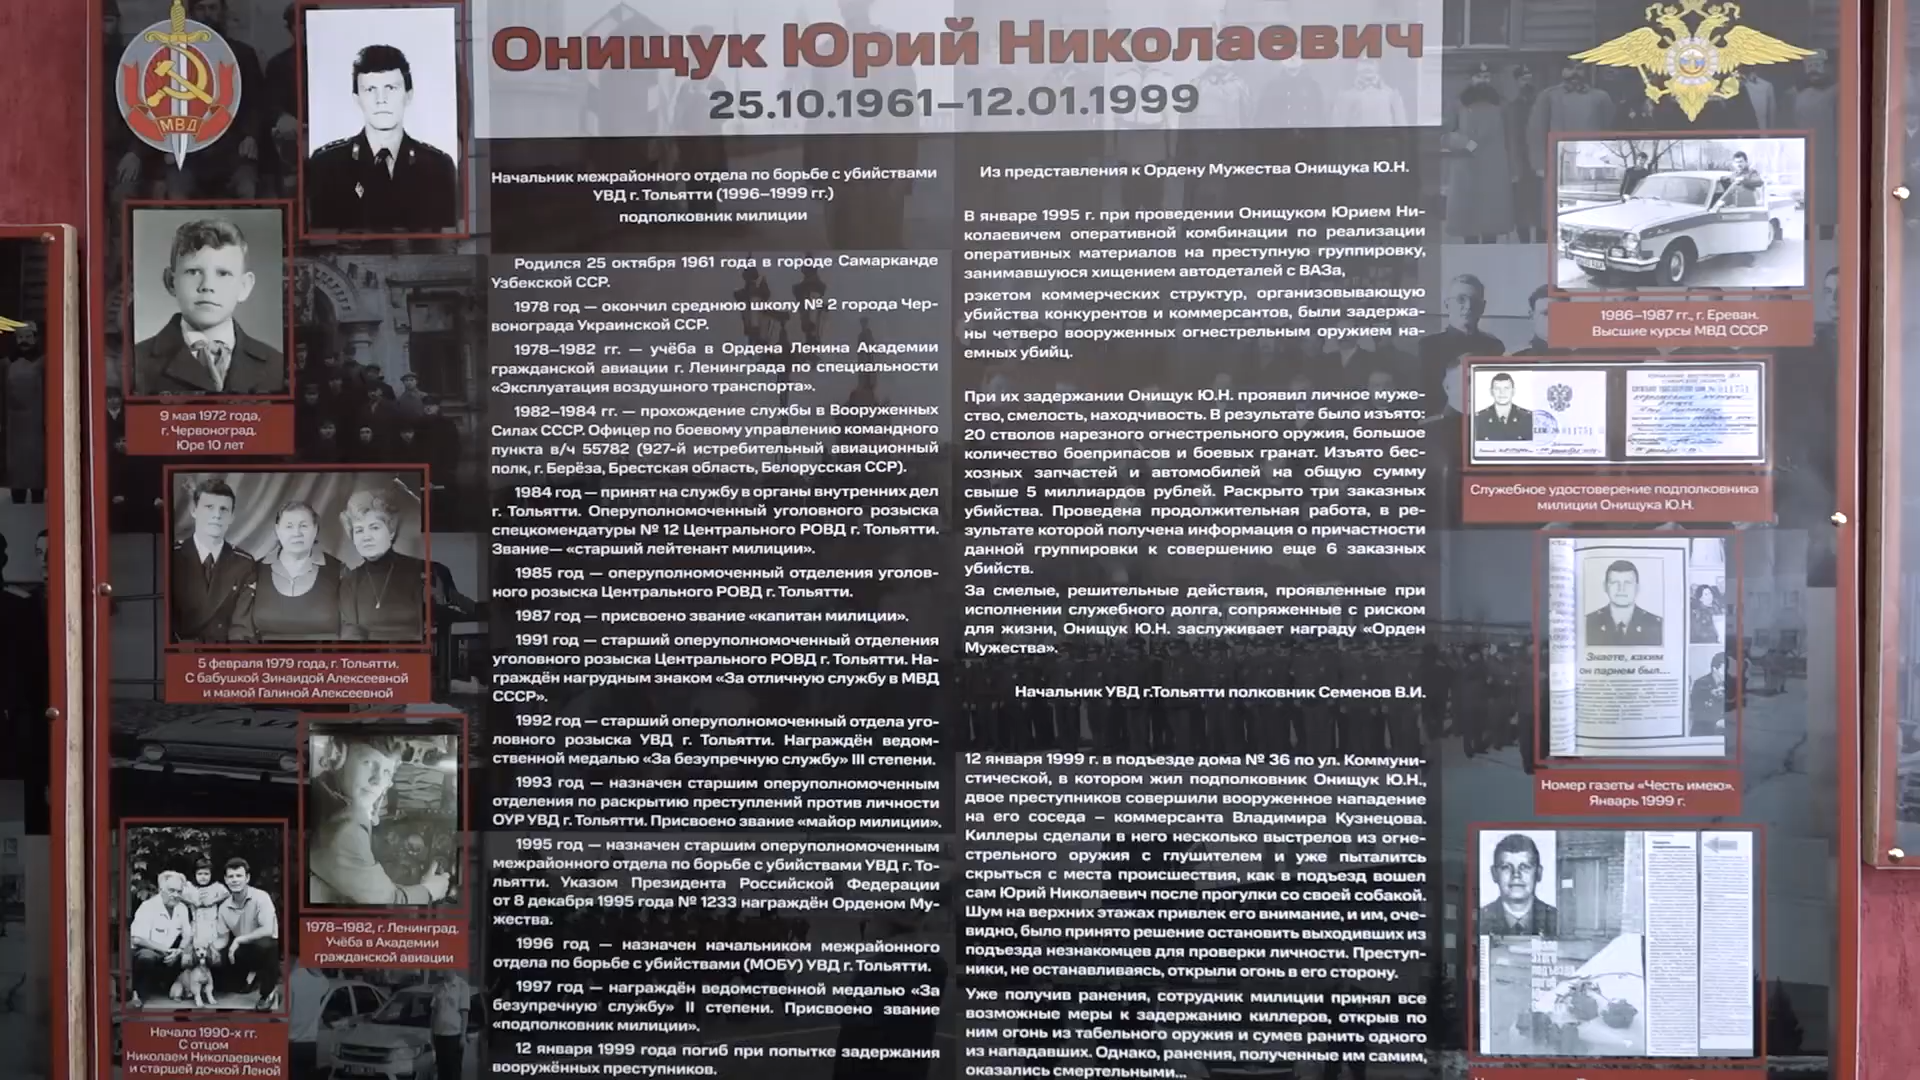 Онищук Юрий Николаевич
25.10.1961–12.01.1999
МВД
9 мая 1972 года,
г. Червоноград.
Юре 10 лет
5 февраля 1979 года, г. Тольятти.
С бабушкой Зинаидой Алексеевной
и мамой Галиной Алексеевной
1978–1982, г. Ленинград.
Учёба в Академии
гражданской авиации
Начало 1990-х гг.
С отцом
Николаем Николаевичем
и старшей дочкой Леной
Начальник межрайонного отдела по борьбе с убийствами
УВД г. Тольятти (1996–1999 гг.)
подполковник милиции
Родился 25 октября 1961 года в городе Самарканде
Узбекской ССР.
1978 год — окончил среднюю школу № 2 города Чер-
вонограда Украинской ССР.
1978–1982 гг. — учёба в Ордена Ленина Академии
гражданской авиации г. Ленинграда по специальности
«Эксплуатация воздушного транспорта».
1982–1984 гг. — прохождение службы в Вооруженных
Силах СССР. Офицер по боевому управлению командного
пункта в/ч 55782 (927-й истребительный авиационный
полк, г. Берёза, Брестская область, Белорусская ССР).
1984 год — принят на службу в органы внутренних дел
г. Тольятти. Оперуполномоченный уголовного розыска
спецкомендатуры № 12 Центрального РОВД г. Тольятти.
Звание— «старший лейтенант милиции».
1985 год — оперуполномоченный отделения уголов-
ного розыска Центрального РОВД г. Тольятти.
1987 год — присвоено звание «капитан милиции».
1991 год — старший оперуполномоченный отделения
уголовного розыска Центрального РОВД г. Тольятти. На-
граждён нагрудным знаком «За отличную службу в МВД
СССР».
1992 год — старший оперуполномоченный отдела уго-
ловного розыска УВД г. Тольятти. Награждён ведом-
ственной медалью «За безупречную службу» III степени.
1993 год — назначен старшим оперуполномоченным
отделения по раскрытию преступлений против личности
ОУР УВД г. Тольятти. Присвоено звание «майор милиции».
1995 год — назначен старшим оперуполномоченным
межрайонного отдела по борьбе с убийствами УВД г. То-
льятти. Указом Президента Российской Федерации
от 8 декабря 1995 года № 1233 награждён Орденом Му-
жества.
1996 год — назначен начальником межрайонного
отдела по борьбе с убийствами (МОБУ) УВД г. Тольятти.
1997 год — награждён ведомственной медалью «За
безупречную службу» II степени. Присвоено звание
«подполковник милиции».
12 января 1999 года погиб при попытке задержания
вооружённых преступников.
Из представления к Ордену Мужества Онищука Ю.Н.
В январе 1995 г. при проведении Онищуком Юрием Ни-
колаевичем оперативной комбинации по реализации
оперативных материалов на преступную группировку,
занимавшуюся хищением автодеталей с ВАЗа,
рэкетом коммерческих структур, организовывающую
убийства конкурентов и коммерсантов, были задержа-
ны четверо вооруженных огнестрельным оружием на-
емных убийц.
При их задержании Онищук Ю.Н. проявил личное муже-
ство, смелость, находчивость. В результате было изъято:
20 стволов нарезного огнестрельного оружия, большое
количество боеприпасов и боевых гранат. Изъято бес-
хозных запчастей и автомобилей на общую сумму
свыше 5 миллиардов рублей. Раскрыто три заказных
убийства. Проведена продолжительная работа, в ре-
зультате которой получена информация о причастности
данной группировки к совершению еще 6 заказных
убийств.
За смелые, решительные действия, проявленные при
исполнении служебного долга, сопряженные с риском
для жизни, Онищук Ю.Н. заслуживает награду «Орден
Мужества».
Начальник УВД г.Тольятти полковник Семенов В.И.
12 января 1999 г. в подъезде дома № 36 по ул. Коммуни-
стической, в котором жил подполковник Онищук Ю.Н.,
двое преступников совершили вооруженное нападение
на его соседа – коммерсанта Владимира Кузнецова.
Киллеры сделали в него несколько выстрелов из огне-
стрельного оружия с глушителем и уже пыталитсь
скрыться с места происшествия, как в подъезд вошел
сам Юрий Николаевич после прогулки со своей собакой.
Шум на верхних этажах привлек его внимание, и им, оче-
видно, было принято решение остановить выходивших из
подъезда незнакомцев для проверки личности. Преступ-
ники, не останавливаясь, открыли огонь в его сторону.
Уже получив ранения, сотрудник милиции принял все
возможные меры к задержанию киллеров, открыв по
ним огонь из табельного оружия и сумев ранить одного
из нападавших. Однако, ранения, полученные им самим,
оказались смертельными...
1986–1987 гг., г. Ереван.
Высшие курсы МВД СССР
№ 011751
Служебное удостоверение подполковника
милиции Онищука Ю.Н.
Знаете, каким
он парнем был...
Номер газеты «Честь имею».
Январь 1999 г.